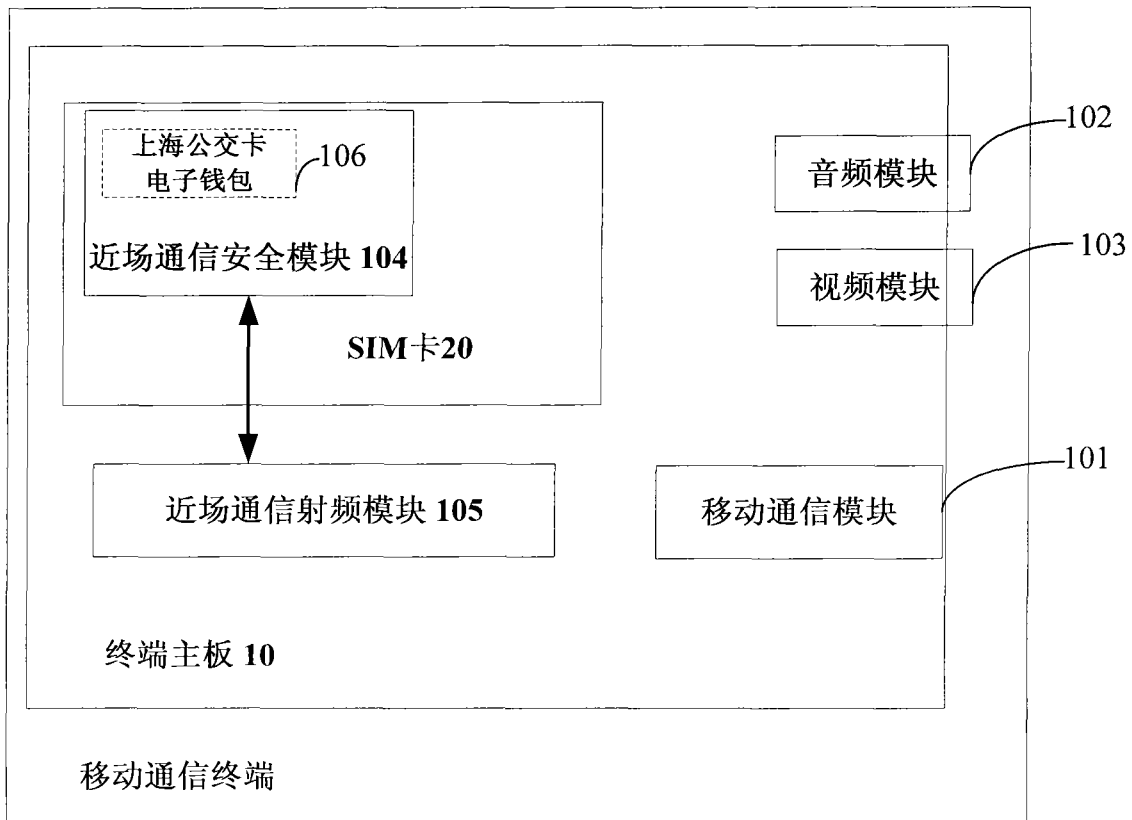 上海公交卡
电子钱包
106
近场通信安全模块 104
SIM卡20
音频模块
102
视频模块
103
近场通信射频模块 105
移动通信模块
101
终端主板 10
移动通信终端